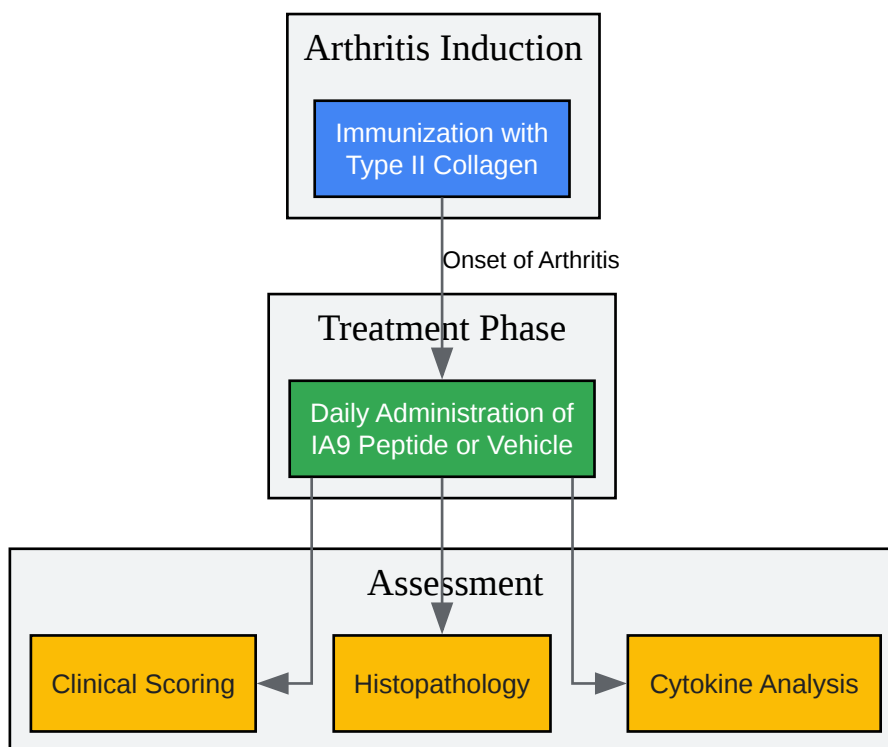 Arthritis Induction
Immunization with
Type II Collagen
Onset of Arthritis
Treatment Phase
Daily Administration of
IA9 Peptide or Vehicle
Assessment
Clinical Scoring
Histopathology
Cytokine Analysis